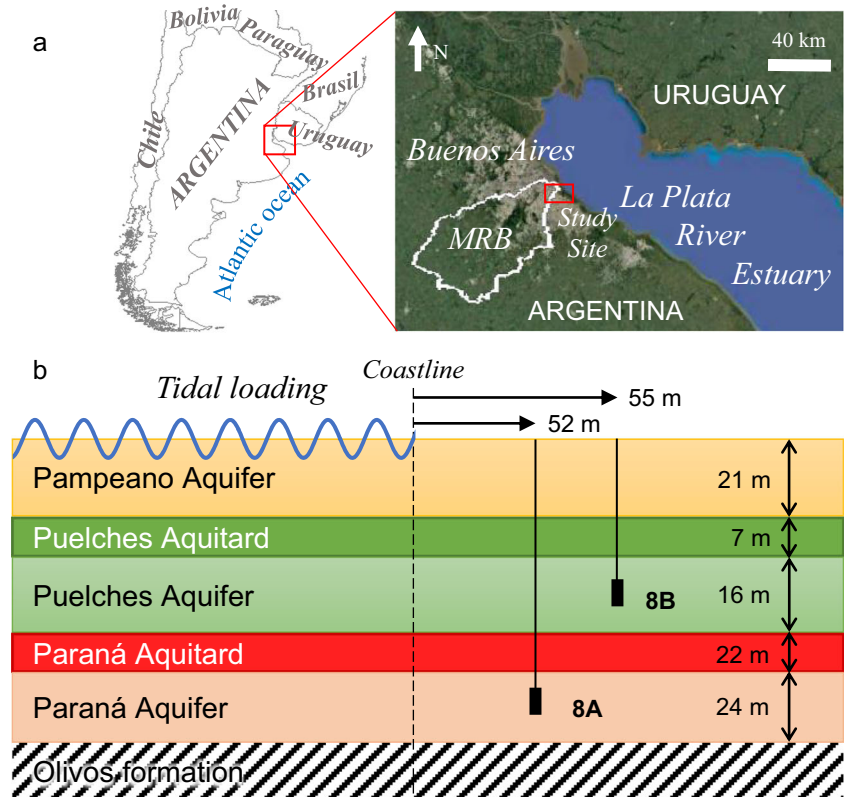 a
Bolivia
Paraguay
Brasil
Uruguay
Chile
ARGENTINA
Atlantic ocean
N
40 km
URUGUAY
Buenos Aires
La Plata
River
Estuary
MRB
Study
Site
ARGENTINA
b
Tidal loading
Coastline
55 m
52 m
Pampeano Aquifer
21 m
Puelches Aquitard
7 m
Puelches Aquifer
8B
16 m
Paraná Aquitard
22 m
Paraná Aquifer
8A
24 m
Olivos formation